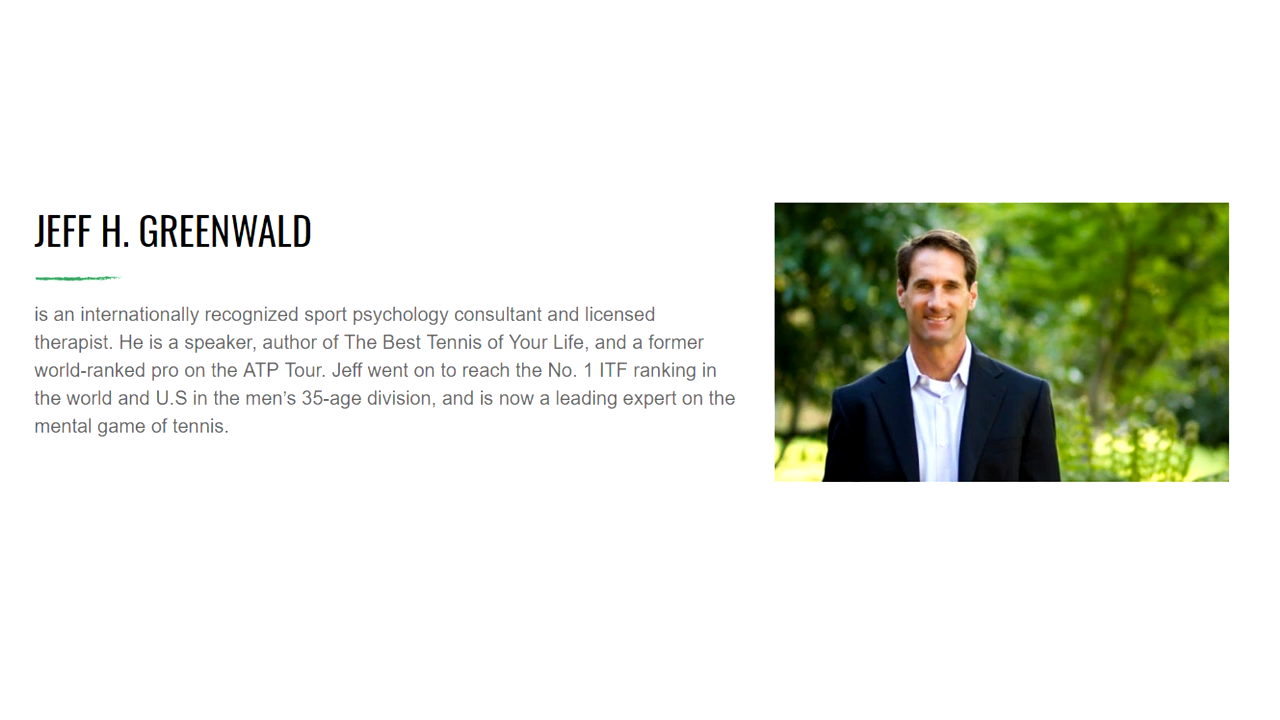 JEFF H. GREENWALD
is an internationally recognized sport psychology consultant and licensed
therapist. He is a speaker, author of The Best Tennis of Your Life, and a former
world-ranked pro on the ATP Tour. Jeff went on to reach the No. 1 ITF ranking in
the world and U.S in the men’s 35-age division, and is now a leading expert on the
mental game of tennis.